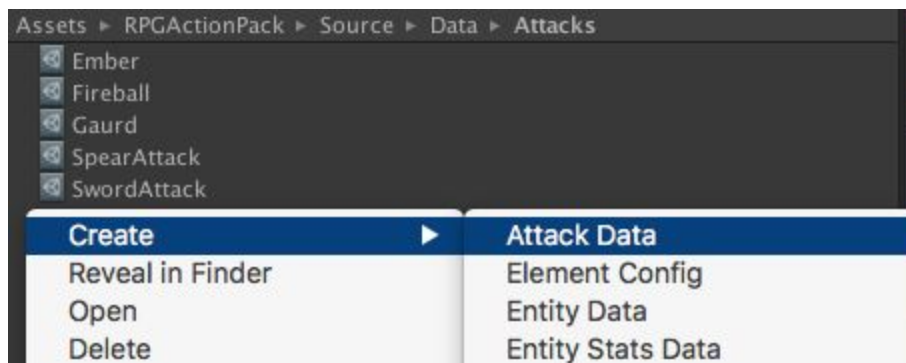 Assets ▸ RPGActionPack ▸ Source ▸ Data ▸ Attacks
Ember
Fireball
Gaurd
SpearAttack
SwordAttack
Create ▶ Attack Data
Reveal in Finder Element Config
Open Entity Data
Delete Entity Stats Data